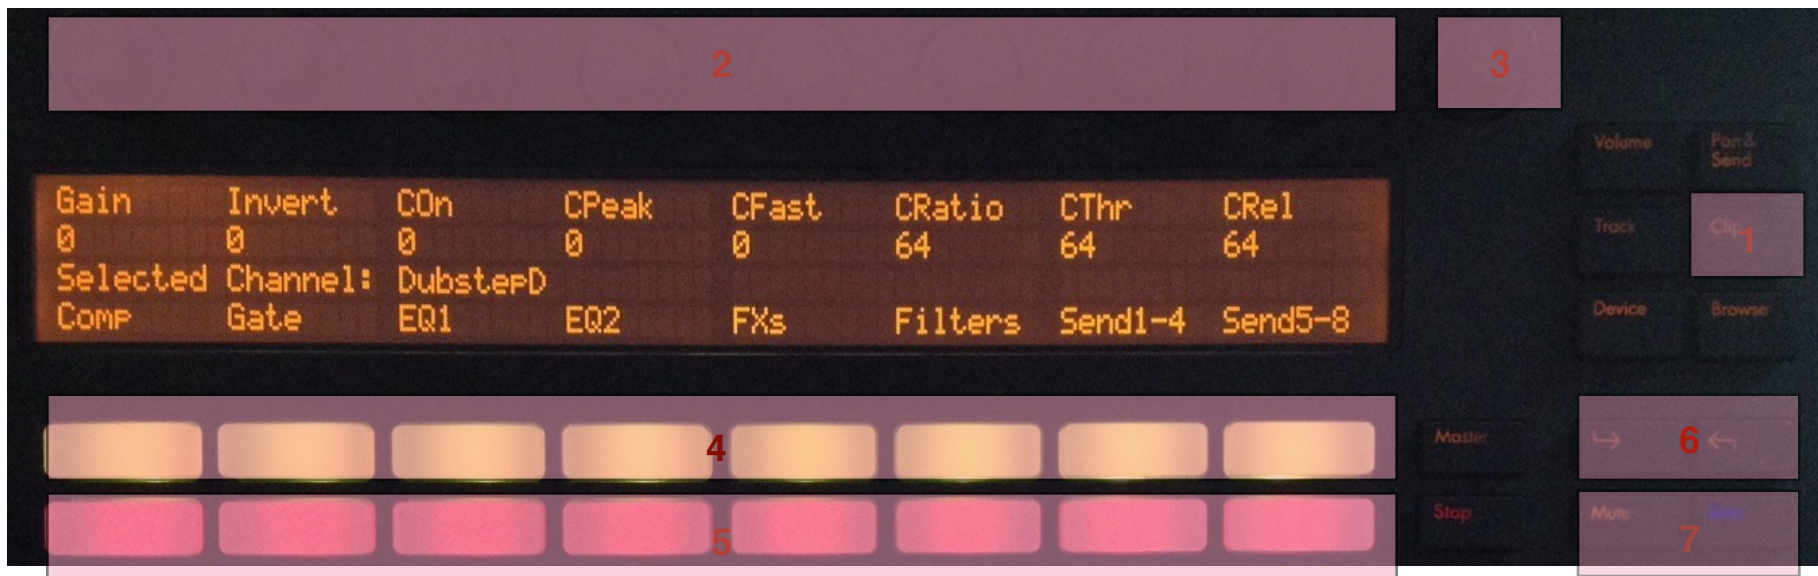 2
3
Volume
Pan &
Send
Gain Invert COn CPeak CFast CRatio CThr CRel
0 0 0 0 0 64 64 64
Selected Channel: DubstepD
Comp Gate EQ1 EQ2 FXs Filters Send1-4 Send5-8
Track
Clip
1
Device
Browse
4
Master
6
5
Stop
Mute
7